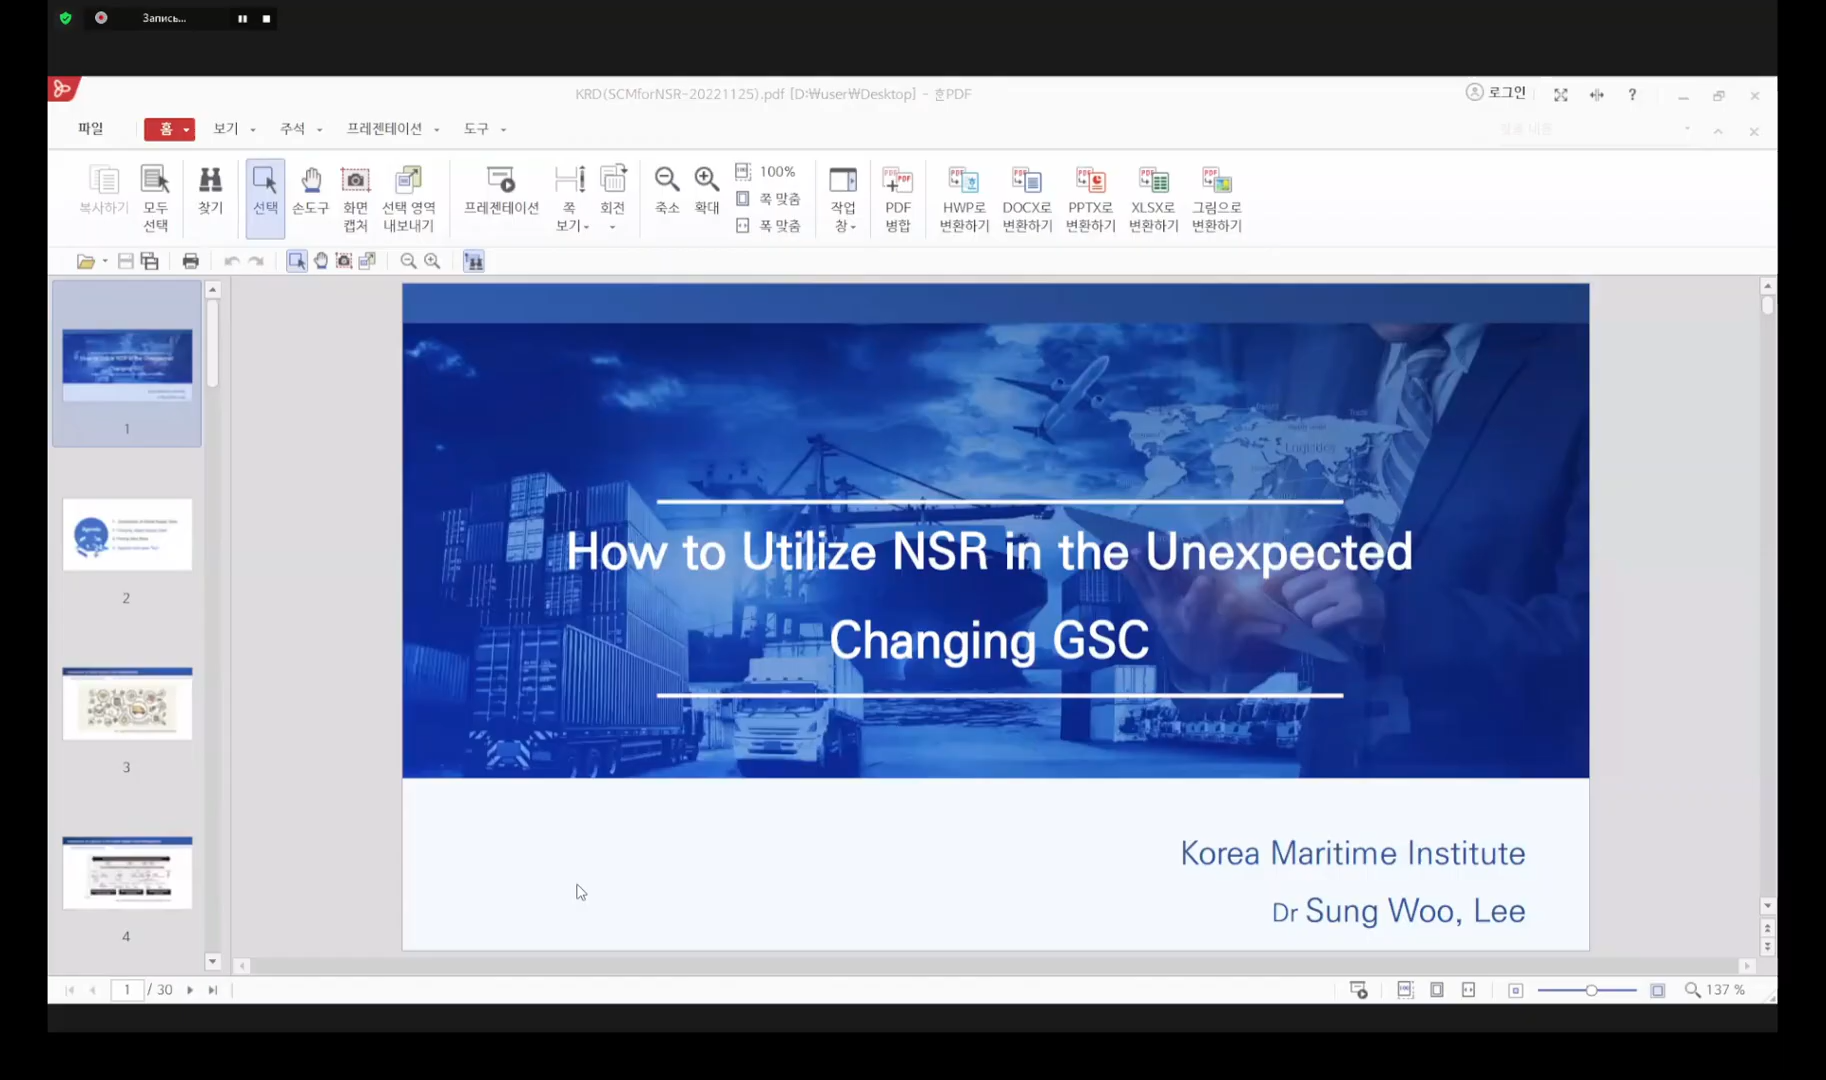 Запись...
KRD(SCMforNSR-20221125).pdf [D:₩user₩Desktop] - 훈PDF
로그인
파일
홈
보기
주석
프레젠테이션
도구
복사하기
모두
선택
찾기
선택
손도구
화면
캡처
선택 영역
내보내기
프레젠테이션
쪽
보기
회전
축소
확대
100%
쪽 맞춤
폭 맞춤
작업
창
PDF
병합
HWP로
변환하기
DOCX로
변환하기
PPTX로
변환하기
XLSX로
변환하기
그림으로
변환하기
1
2
3
4
Logistics
How to Utilize NSR in the Unexpected
Changing GSC
Korea Maritime Institute
Dr Sung Woo, Lee
1 / 30
137 %